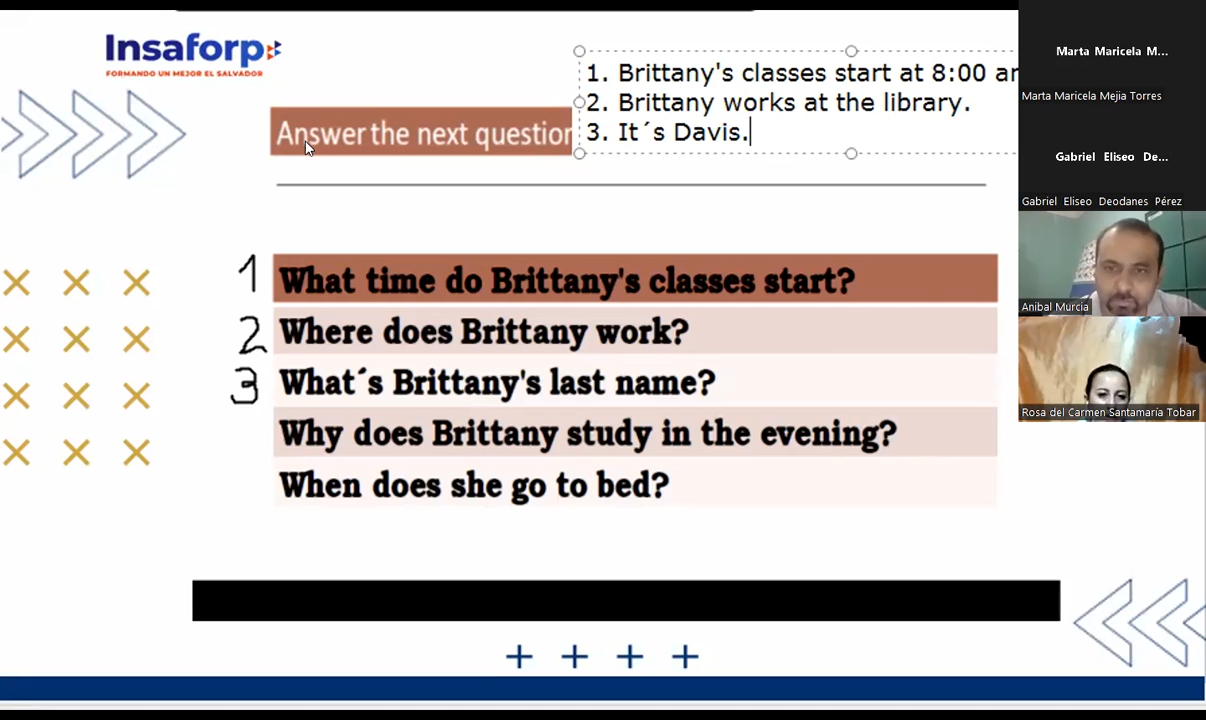 Insaforp
FORMANDO UN MEJOR EL SALVADOR
1. Brittany's classes start at 8:00
2. Brittany works at the library.
3. It´s Davis.
Answer the next question
1 What time do Brittany's classes start?
2 Where does Brittany work?
3 What´s Brittany's last name?
Why does Brittany study in the evening?
When does she go to bed?
Marta Maricela M...
Marta Maricela Mejia Torres
Gabriel Eliseo De...
Gabriel Eliseo Deodanes Pérez
Anibal Murcia
Rosa del Carmen Santamaría Tobar